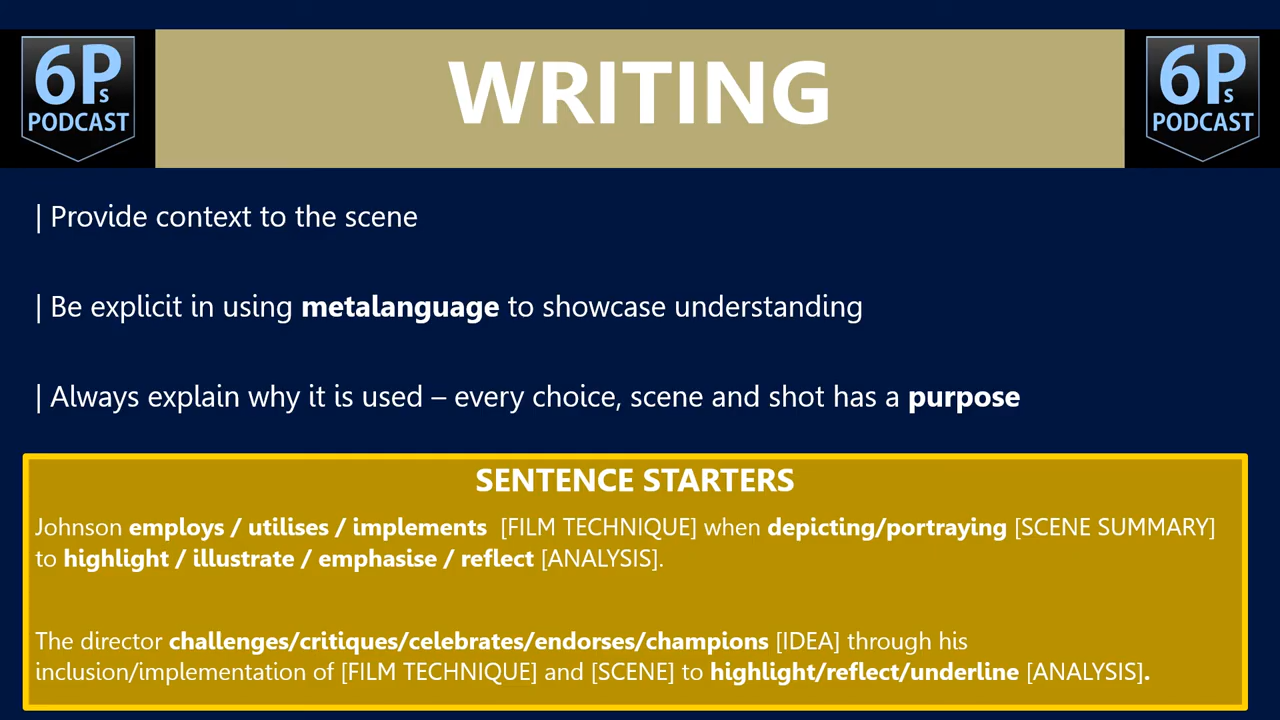 6Ps
PODCAST
WRITING
6Ps
PODCAST
| Provide context to the scene
| Be explicit in using metalanguage to showcase understanding
| Always explain why it is used – every choice, scene and shot has a purpose
SENTENCE STARTERS
Johnson employs / utilises / implements [FILM TECHNIQUE] when depicting/portraying [SCENE SUMMARY]
to highlight / illustrate / emphasise / reflect [ANALYSIS].
The director challenges/critiques/celebrates/endorses/champions [IDEA] through his
inclusion/implementation of [FILM TECHNIQUE] and [SCENE] to highlight/reflect/underline [ANALYSIS].